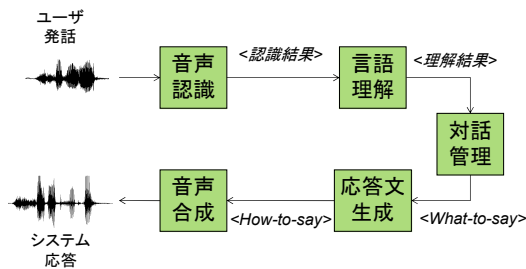 ユーザ
発話
音声
認識
<認識結果>
言語
理解
<理解結果>
対話
管理
<What-to-say>
応答文
生成
<How-to-say>
音声
合成
システム
応答